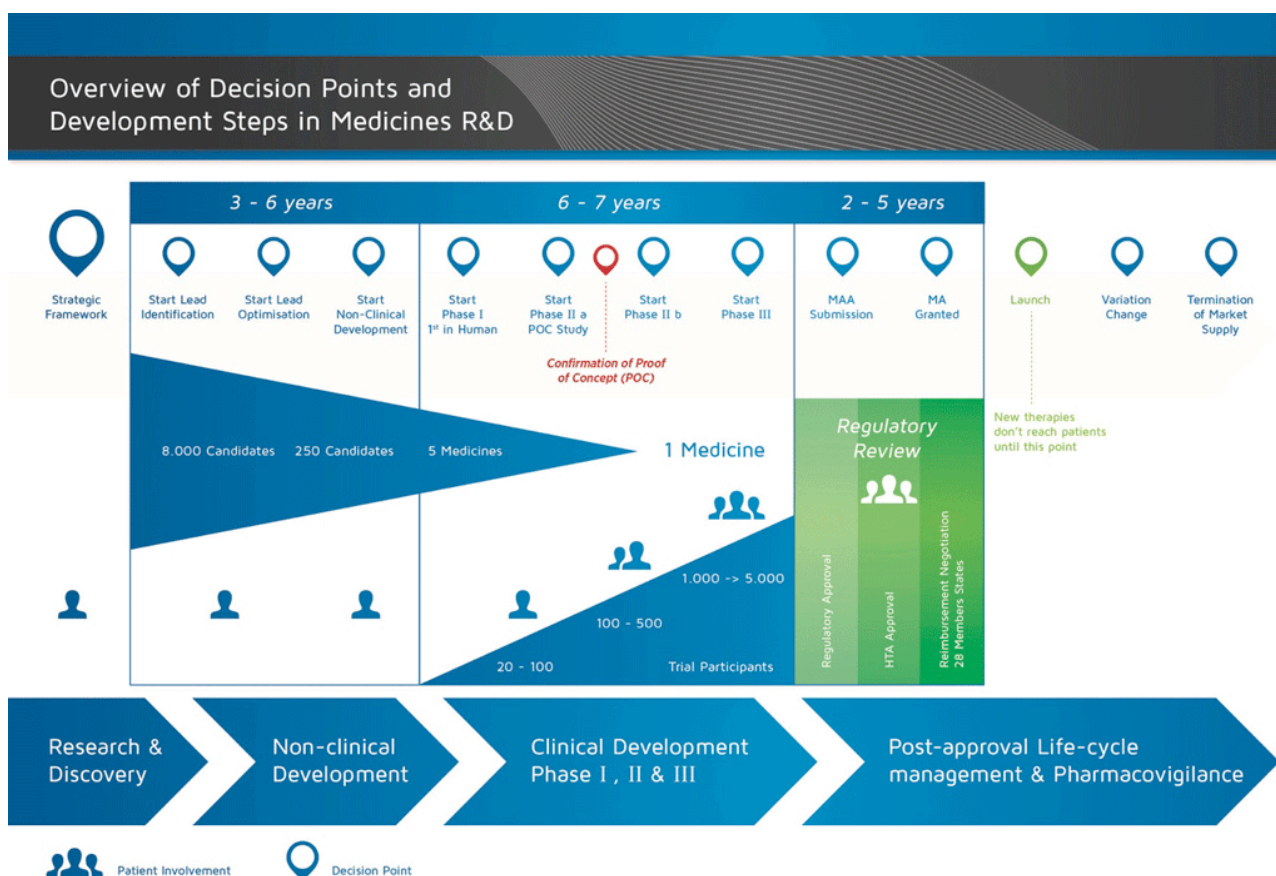 Overview of Decision Points and
Development Steps in Medicines R&D
3 - 6 years
6 - 7 years
2 - 5 years
Strategic
Framework
Start Lead
Identification
Start Lead
Optimisation
Start
Non-Clinical
Development
Start
Phase I
1st in Human
Start
Phase II a
POC Study
Start
Phase II b
Start
Phase III
MAA
Submission
MA
Granted
Launch
Variation
Change
Termination
of Market
Supply
Confirmation of Proof
of Concept (POC)
8.000 Candidates
250 Candidates
5 Medicines
1 Medicine
Regulatory
Review
New therapies
don't reach patients
until this point
1.000 -> 5.000
100 - 500
20 - 100
Trial Participants
Regulatory Approval
HTA Approval
Reimbursement Negotiation
28 Members States
Research &
Discovery
Non-clinical
Development
Clinical Development
Phase I , II & III
Post-approval Life-cycle
management & Pharmacovigilance
Patient Involvement
Decision Point